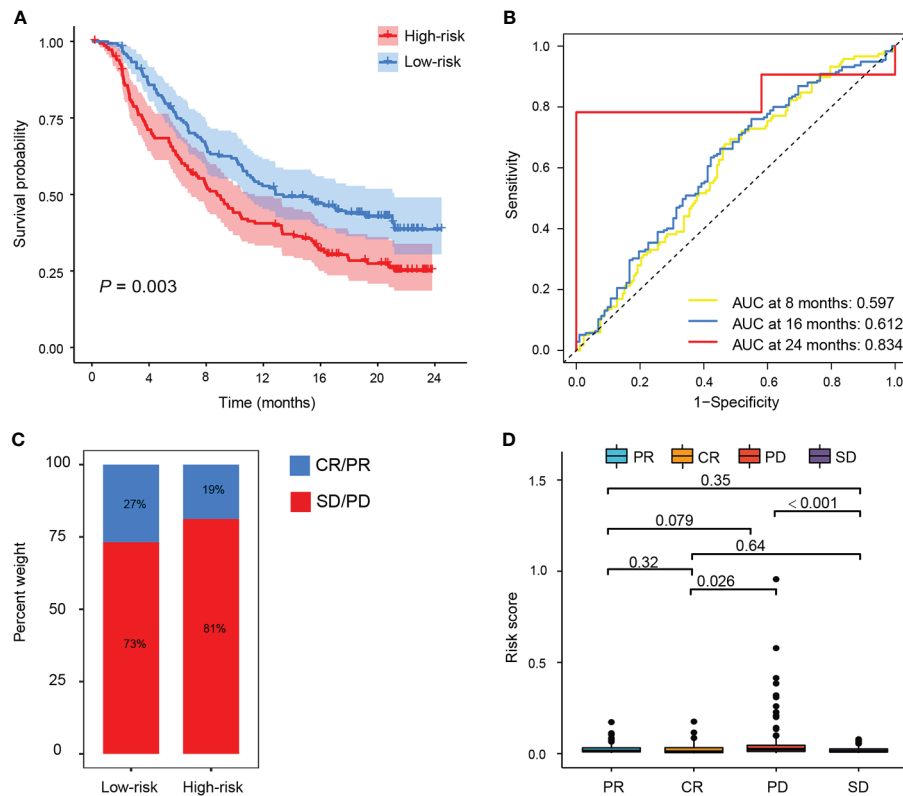 A
High-risk
Low-risk
1.00
0.75
0.50
0.25
0.00
Survival probability
P = 0.003
0 4 8 12 16 20 24
Time (months)
B
1.0
0.8
0.6
0.4
0.2
0.0
Sensitivity
AUC at 8 months: 0.597
AUC at 16 months: 0.612
AUC at 24 months: 0.834
0.0 0.2 0.4 0.6 0.8 1.0
1−Specificity
C
100
75
50
25
0
Percent weight
27%
19%
73%
81%
Low-risk High-risk
CR/PR
SD/PD
D
PR CR PD SD
1.5
1.0
0.5
0.0
Risk score
0.35
< 0.001
0.079
0.64
0.32
0.026
PR CR PD SD